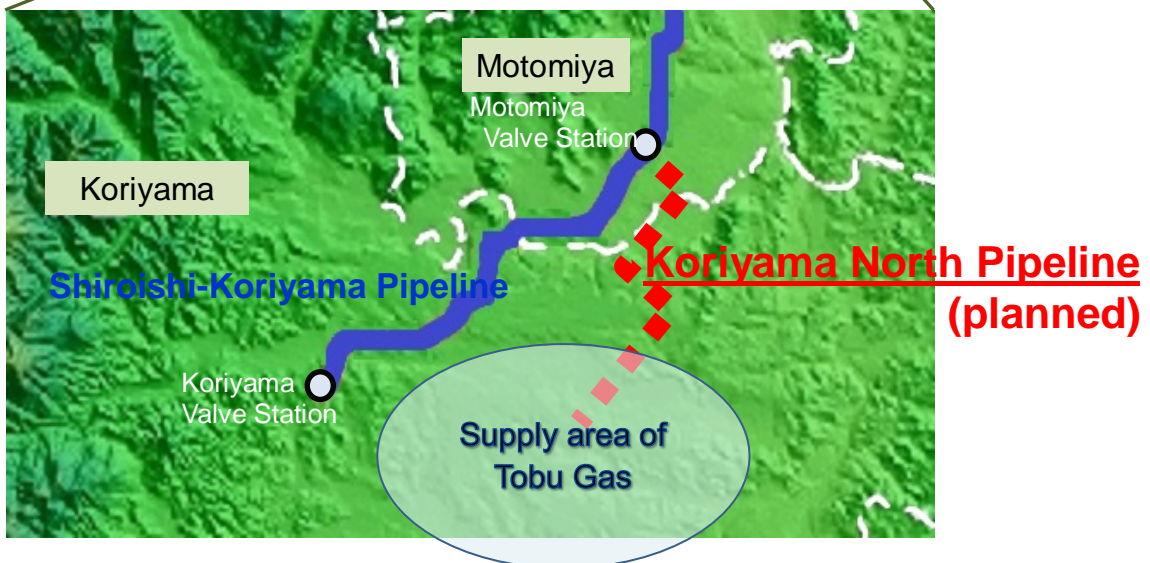 Motomiya
Motomiya
Valve Station
Koriyama
Koriyama North Pipeline
(planned)
Shiroishi-Koriyama Pipeline
Koriyama
Valve Station
Supply area of
Tobu Gas